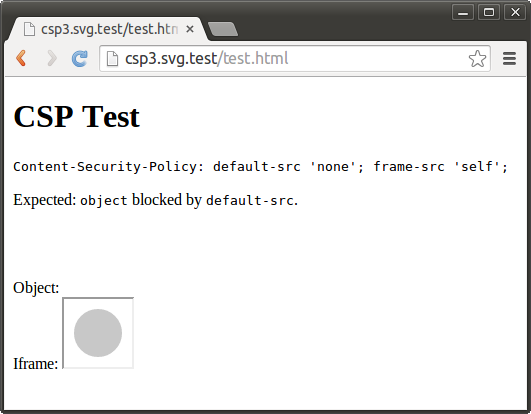 csp3.svg.test/test.htm
csp3.svg.test/test.html
CSP Test
Content-Security-Policy: default-src 'none'; frame-src 'self';
Expected: object blocked by default-src.
Object:
Iframe: